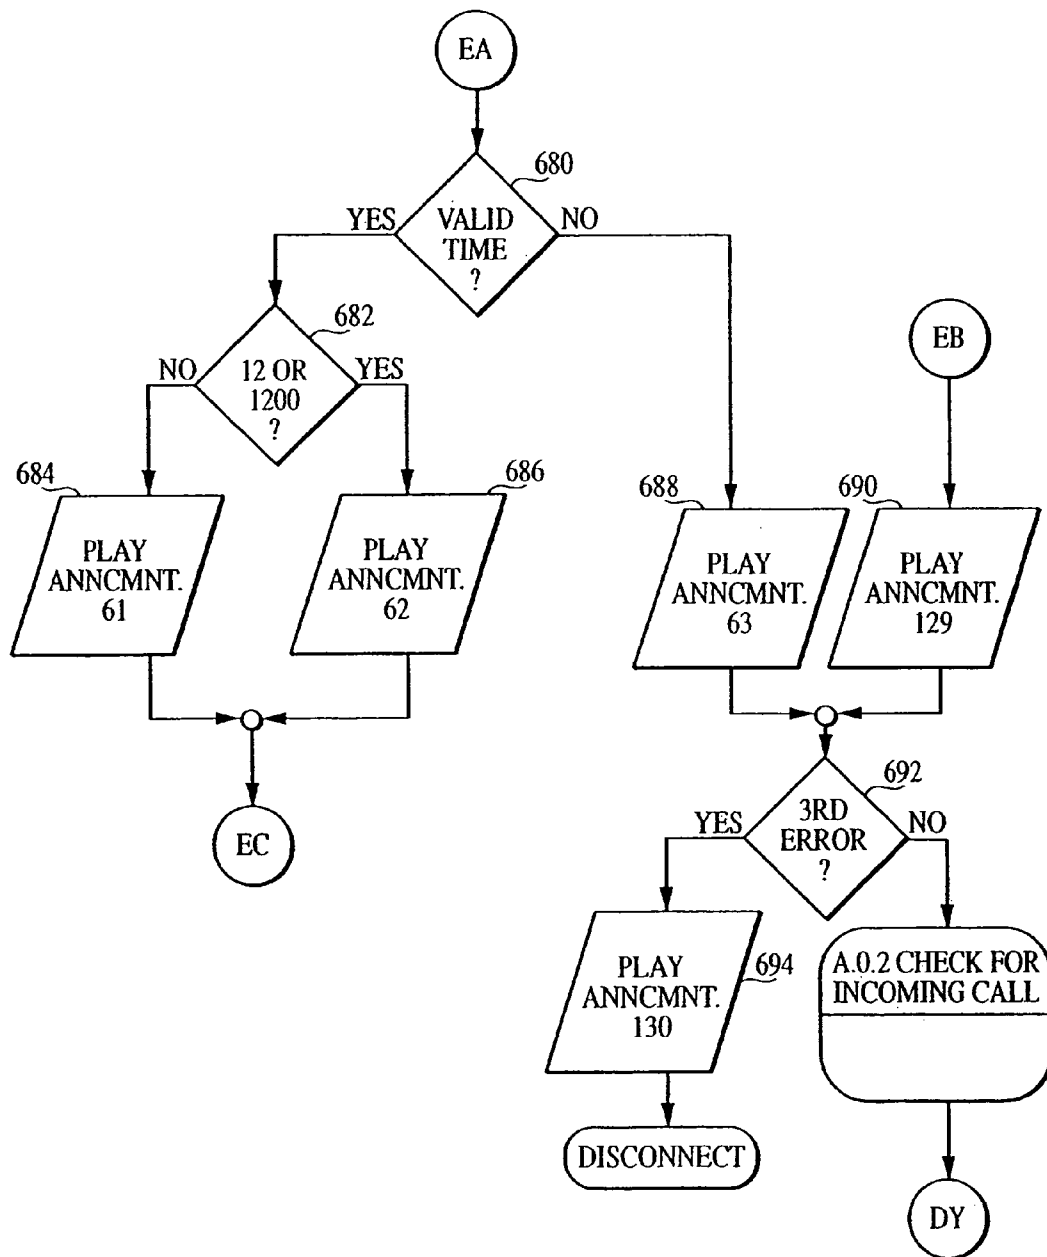 EA
680
YES
VALID
TIME
?
NO
682
NO
12 OR
1200
?
YES
EB
684
PLAY
ANNCMNT.
61
686
PLAY
ANNCMNT.
62
688
PLAY
ANNCMNT.
63
690
PLAY
ANNCMNT.
129
EC
692
YES
3RD
ERROR
?
NO
694
PLAY
ANNCMNT.
130
A.0.2 CHECK FOR
INCOMING CALL
DISCONNECT
DY